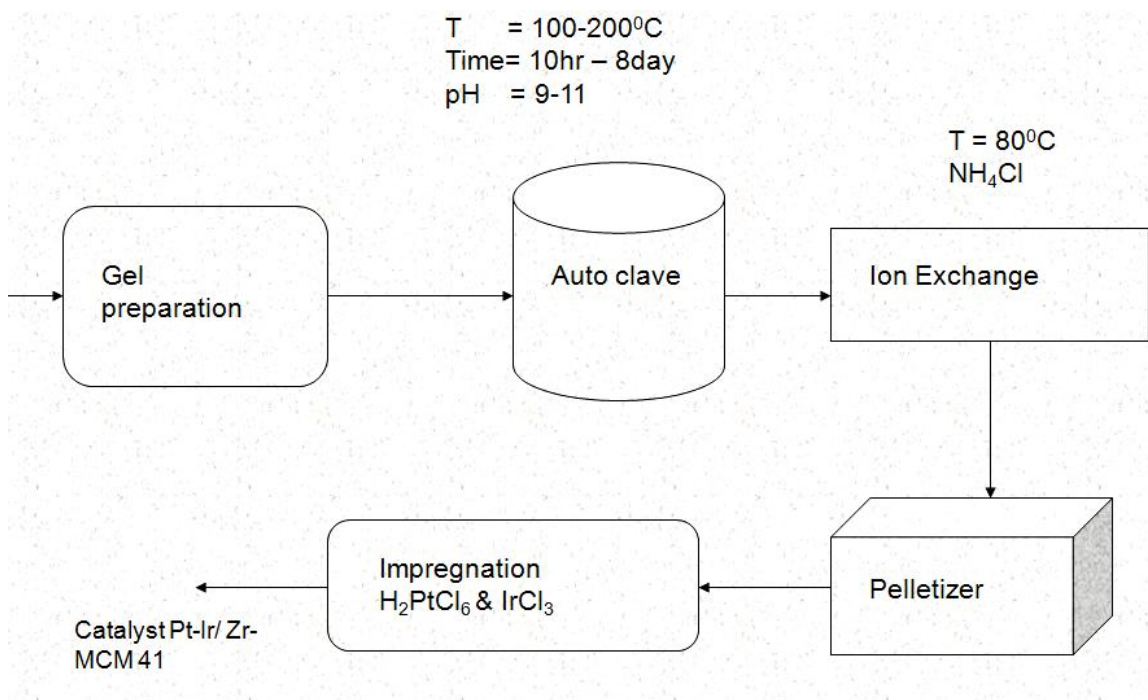 T = 100-200⁰C
Time= 10hr – 8day
pH = 9-11
T = 80⁰C
NH₄Cl
Gel
preparation
Auto clave
Ion Exchange
Pelletizer
Impregnation
H₂PtCl₆ & IrCl₃
Catalyst Pt-Ir/ Zr-
MCM 41